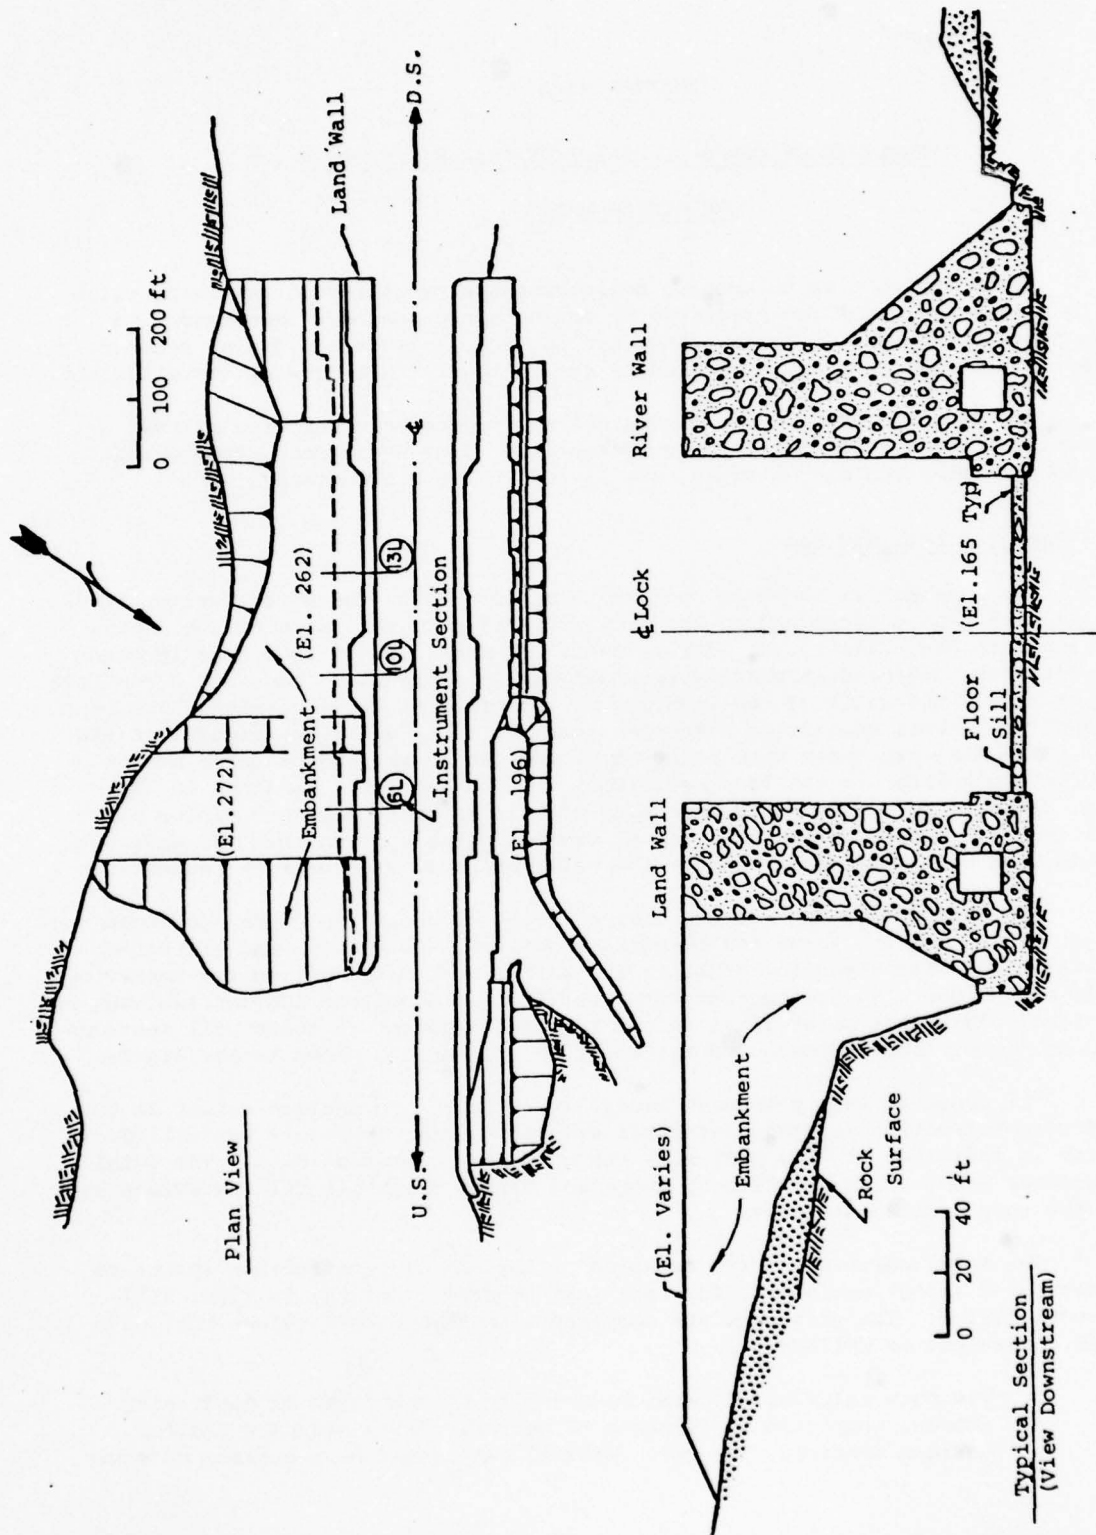 Plan View
0 100 200 ft
(El.272)
Embankment
(El. 262)
Land Wall
6L
10L
13L
U.S.
℄
D.S.
Instrument Section
(El 196)
Typical Section
(View Downstream)
0 20 40 ft
(El. Varies)
Embankment
Rock
Surface
Land Wall
℄ Lock
River Wall
Floor
Sill
(El.165 Typ)